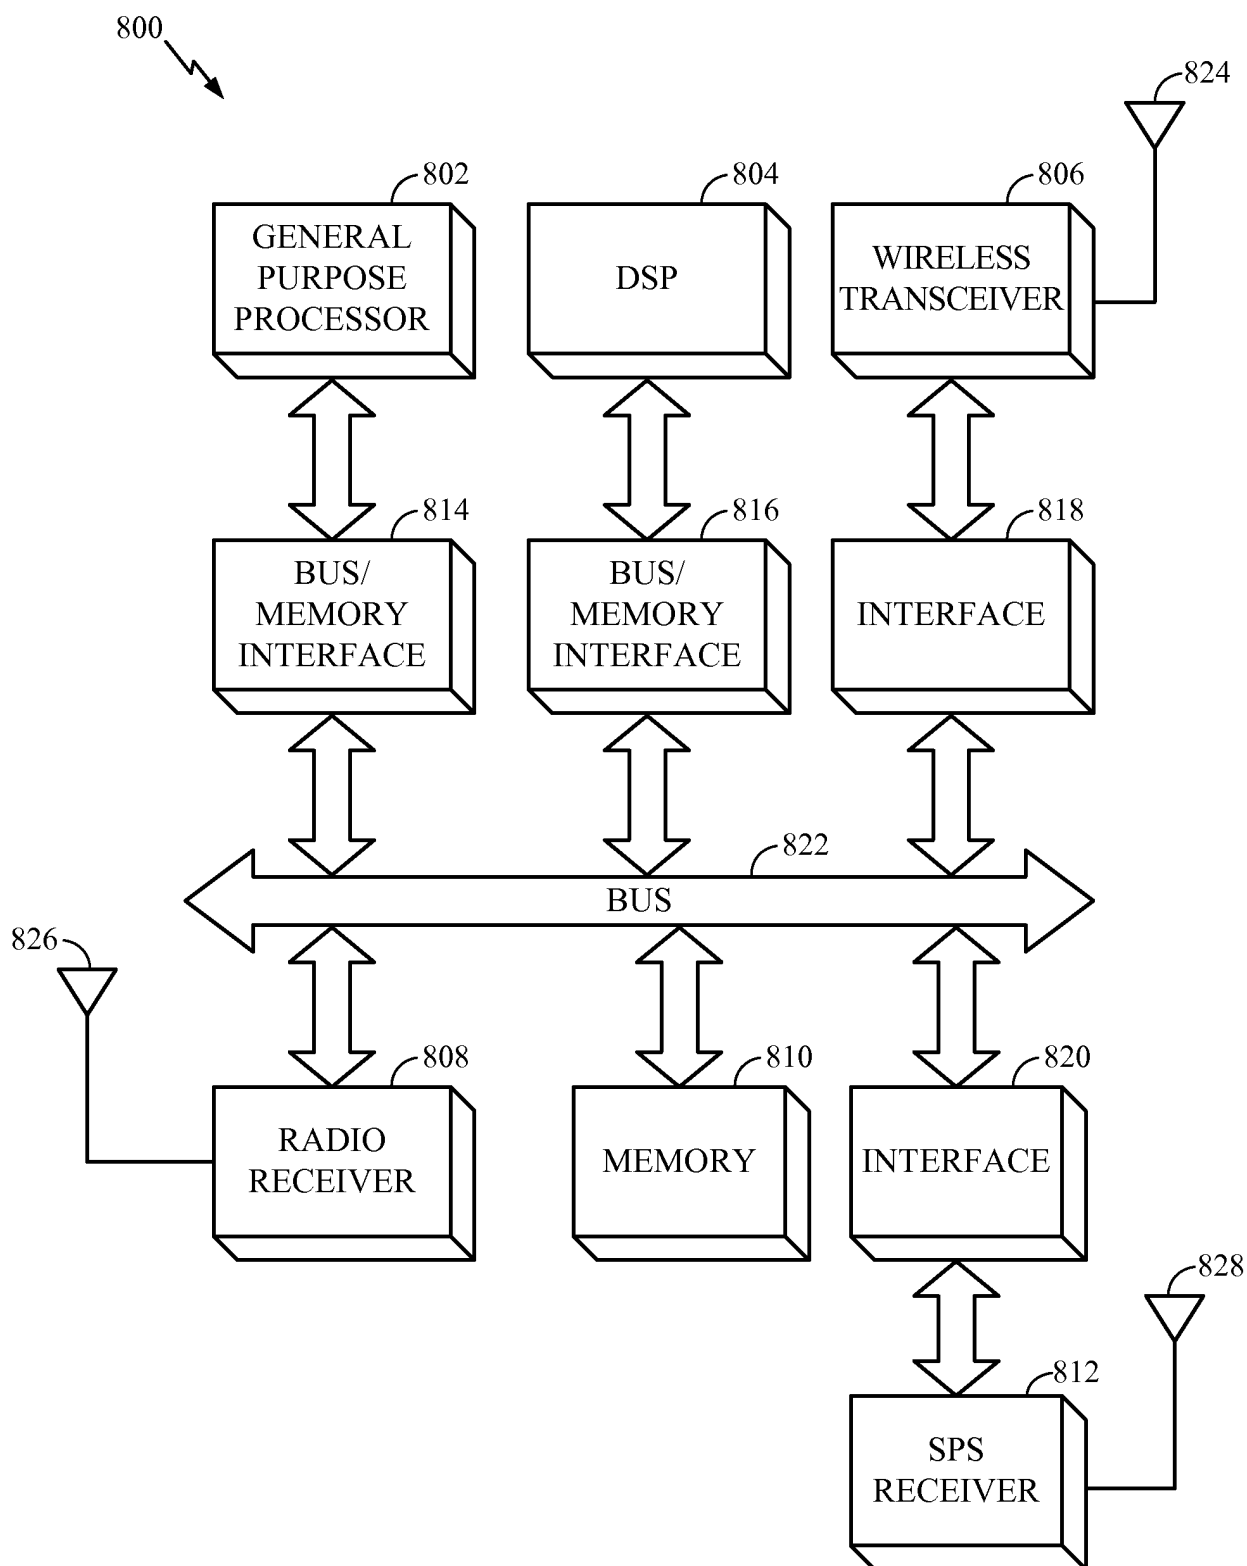 800
824
802
804
806
GENERAL
PURPOSE
PROCESSOR
DSP
WIRELESS
TRANSCEIVER
814
816
818
BUS/
MEMORY
INTERFACE
BUS/
MEMORY
INTERFACE
INTERFACE
822
BUS
826
808
810
820
RADIO
RECEIVER
MEMORY
INTERFACE
828
812
SPS
RECEIVER